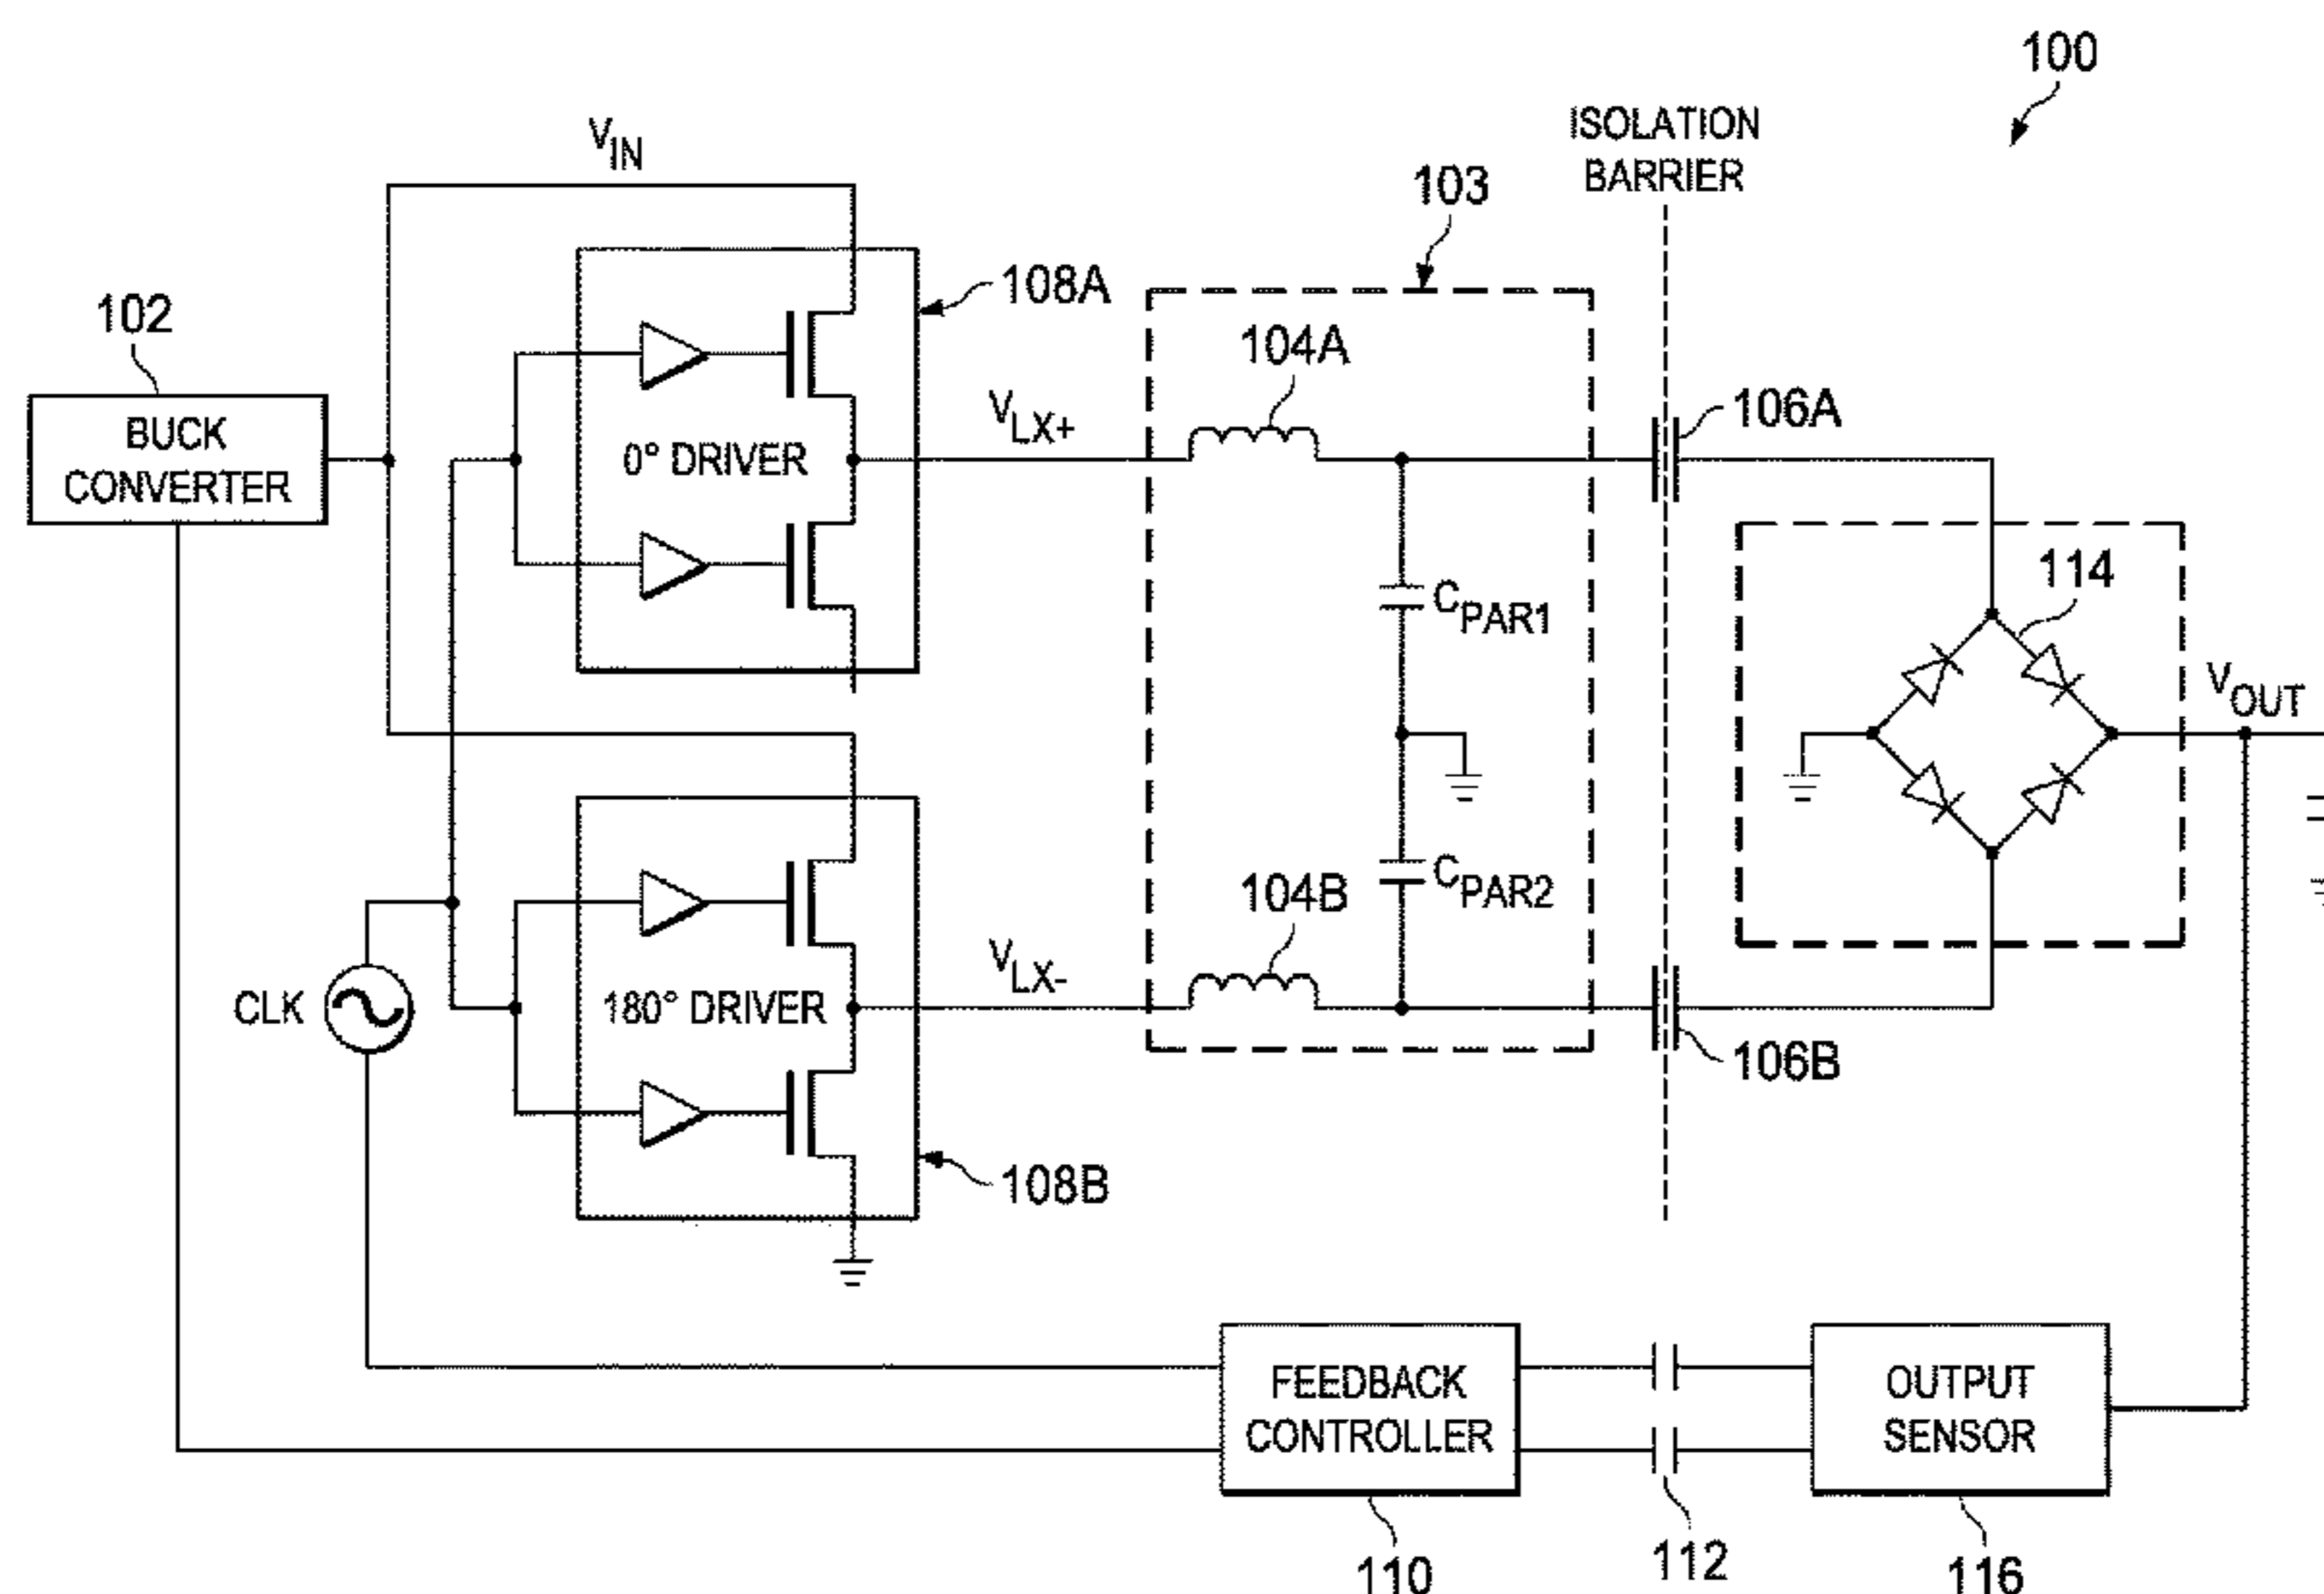 100
ISOLATION
BARRIER
VIN
103
108A
102
104A
BUCK
CONVERTER
0° DRIVER
VLX+
106A
114
CPAR1
VOUT
104B
CPAR2
CLK
180° DRIVER
VLX-
106B
108B
FEEDBACK
CONTROLLER
OUTPUT
SENSOR
110
112
116